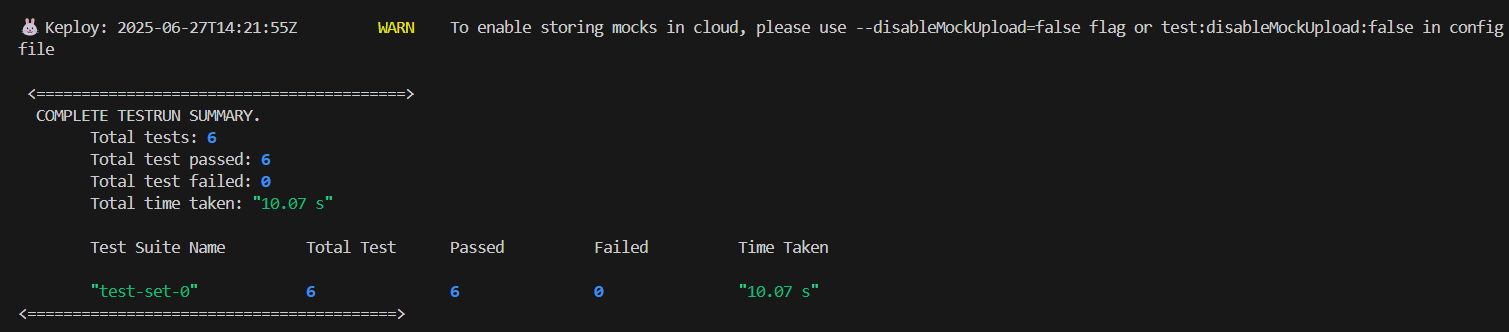 🐰 Keploy: 2025-06-27T14:21:55Z WARN To enable storing mocks in cloud, please use --disableMockUpload=false flag or test:disableMockUpload:false in config
file
<=========================================>
COMPLETE TESTRUN SUMMARY.
Total tests: 6
Total test passed: 6
Total test failed: 0
Total time taken: "10.07 s"
Test Suite Name Total Test Passed Failed Time Taken
"test-set-0" 6 6 0 "10.07 s"
<=========================================>